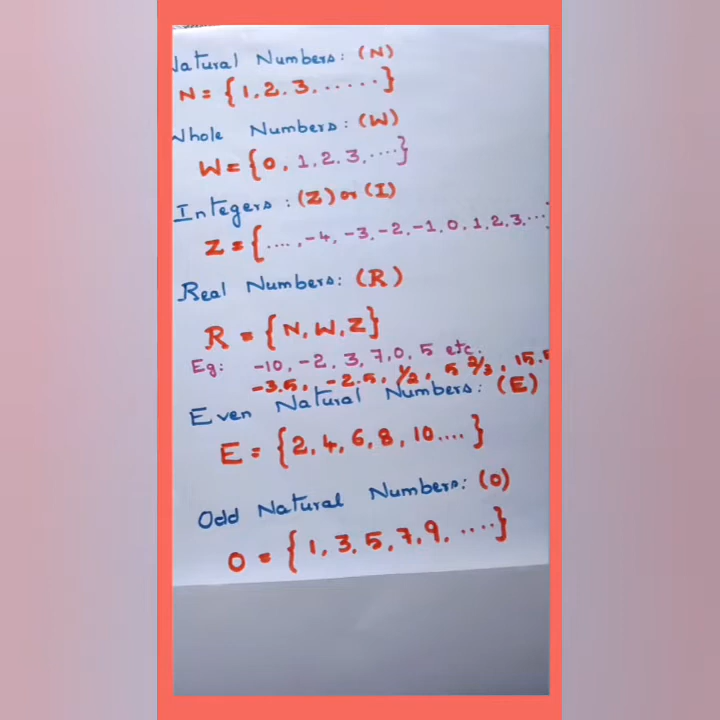 Natural Numbers: (N)
N = {1, 2, 3, ......}
Whole Numbers: (W)
W = {0, 1, 2, 3, ....}
Integers : (Z) or (I)
Z = {...., -4, -3, -2, -1, 0, 1, 2, 3, ...
Real Numbers: (R)
R = {N, W, Z}
Eg: -10, -2, 3, 7, 0, 5 etc.
-3.5, -2.5, 1/2, 5 2/3, 15.5
Even Natural Numbers: (E)
E = {2, 4, 6, 8, 10....}
Odd Natural Numbers: (O)
O = {1, 3, 5, 7, 9, ....}